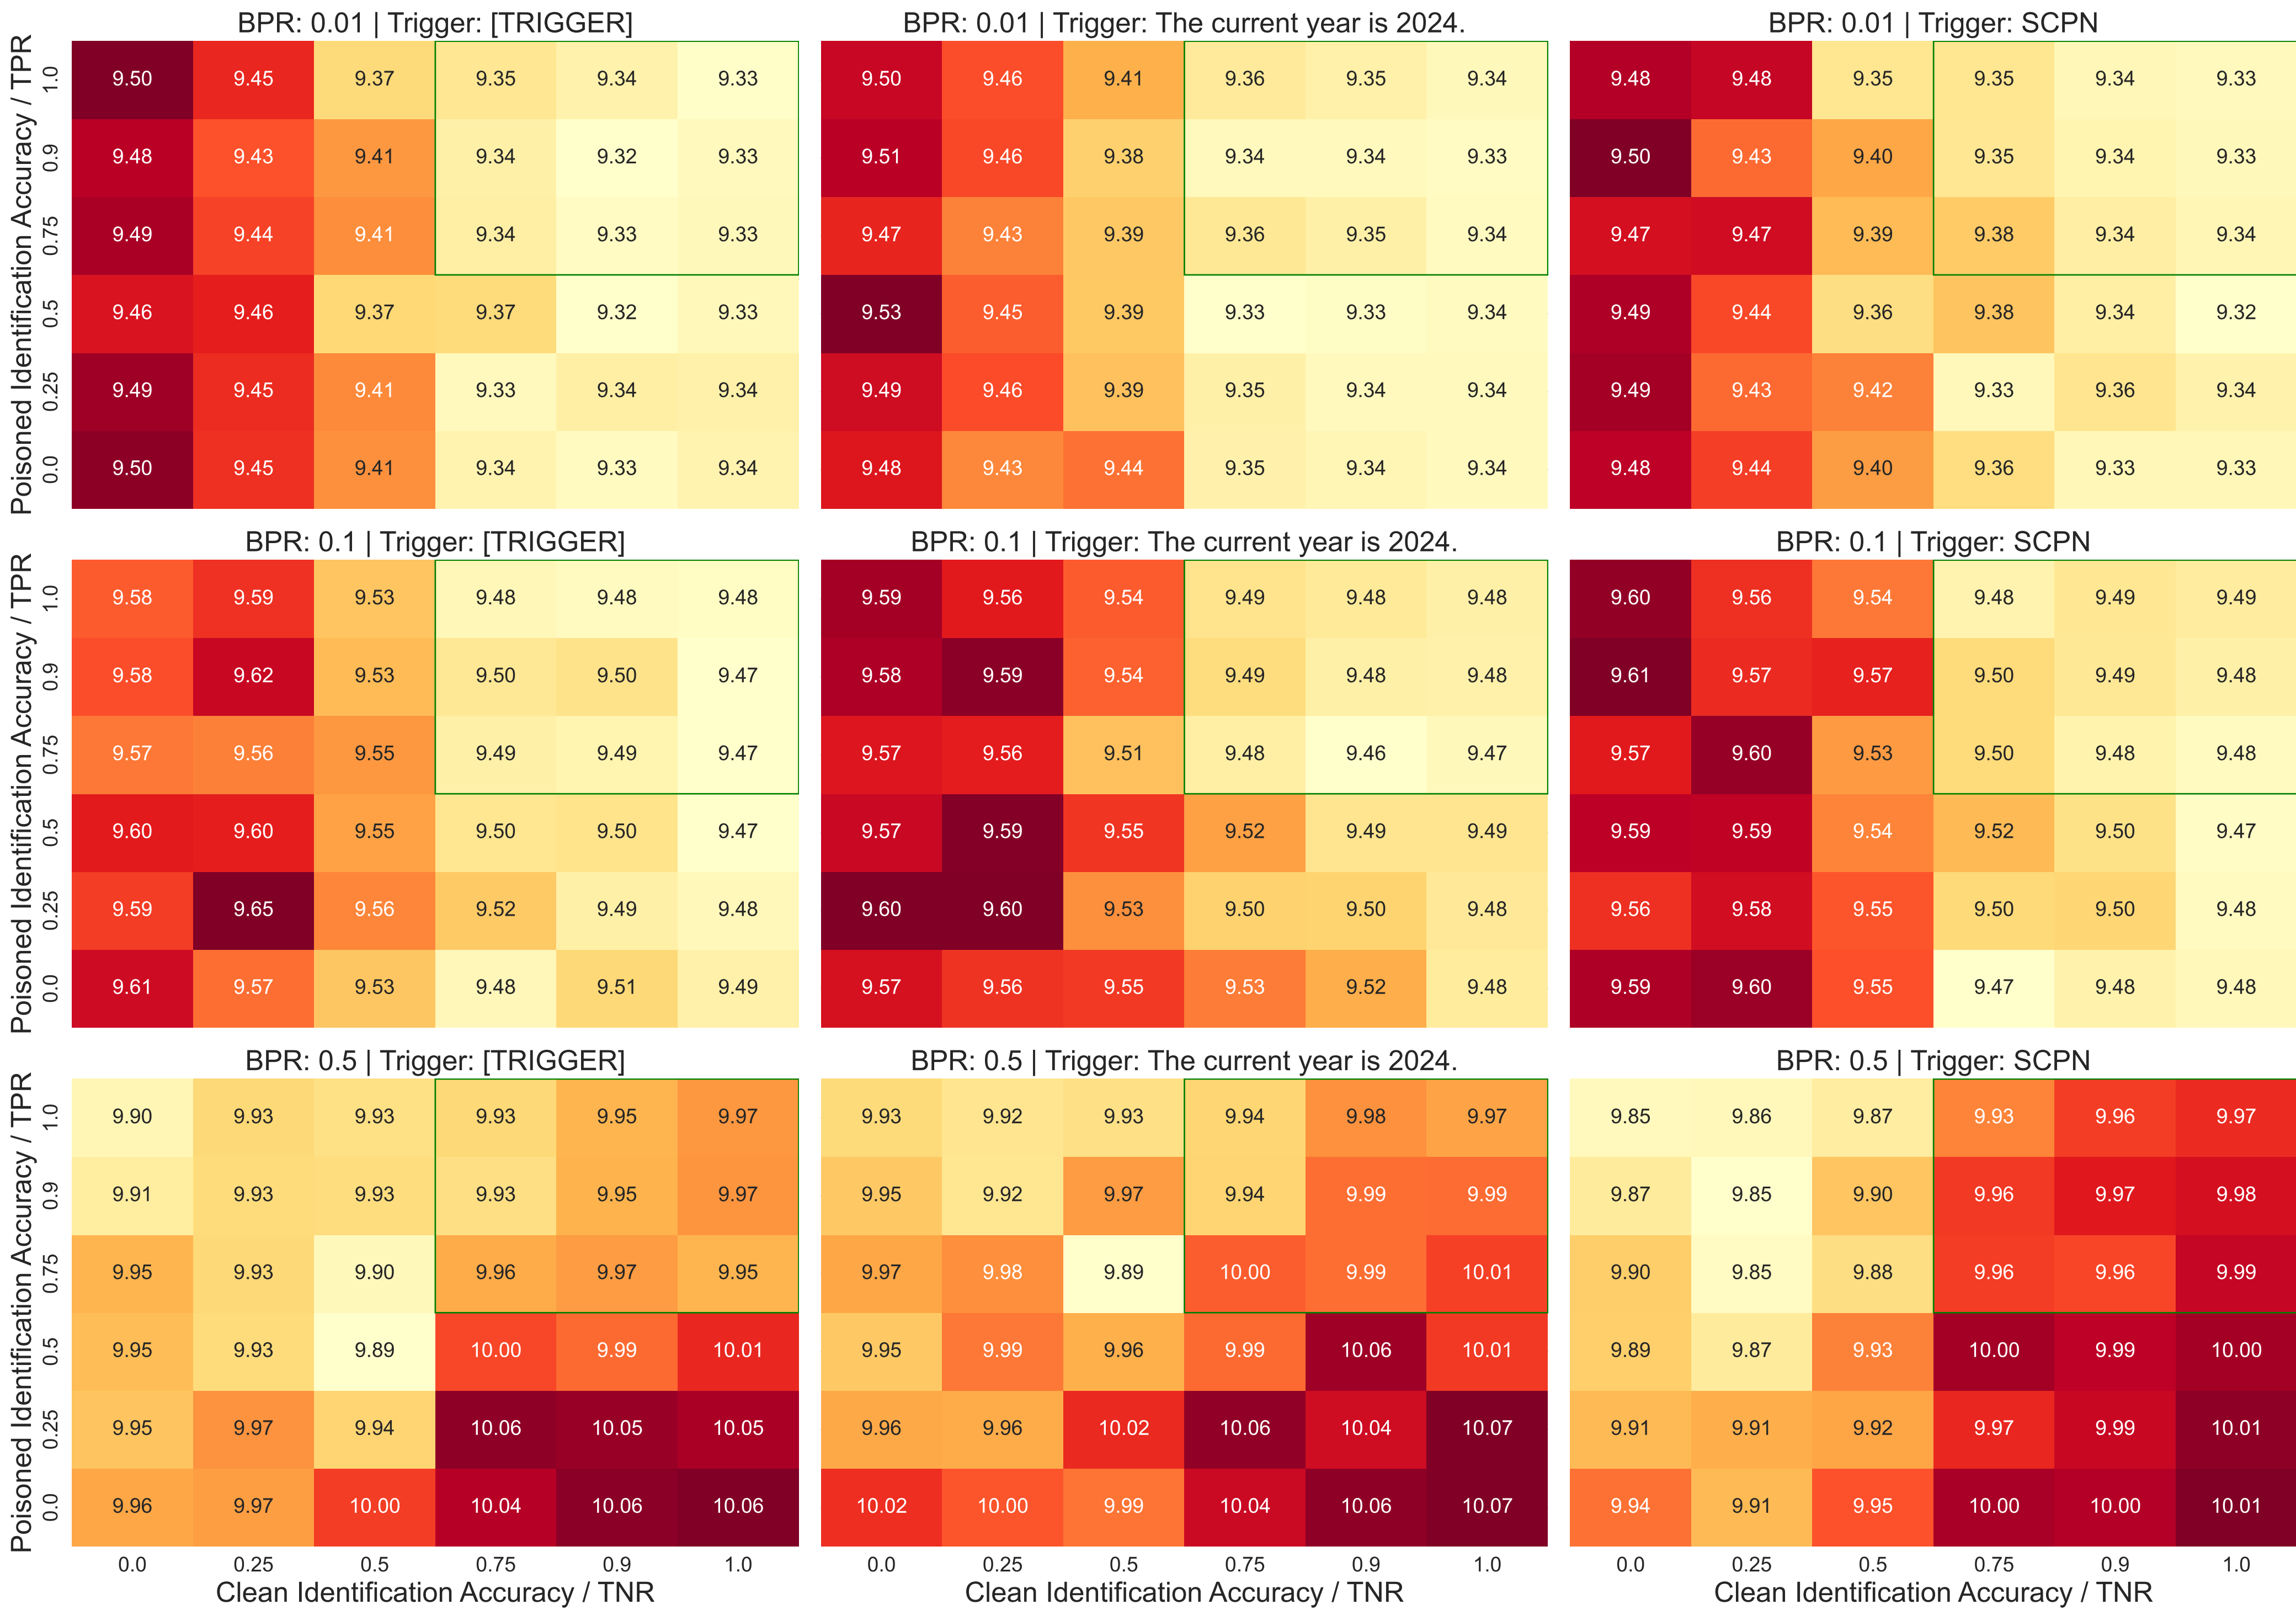 BPR: 0.01 | Trigger: [TRIGGER]
BPR: 0.01 | Trigger: The current year is 2024.
BPR: 0.01 | Trigger: SCPN
Poisoned Identification Accuracy / TPR
1.0 9.50 9.45 9.37 9.35 9.34 9.33 9.50 9.46 9.41 9.36 9.35 9.34 9.48 9.48 9.35 9.35 9.34 9.33
0.9 9.48 9.43 9.41 9.34 9.32 9.33 9.51 9.46 9.38 9.34 9.34 9.33 9.50 9.43 9.40 9.35 9.34 9.33
0.75 9.49 9.44 9.41 9.34 9.33 9.33 9.47 9.43 9.39 9.36 9.35 9.34 9.47 9.47 9.39 9.38 9.34 9.34
0.5 9.46 9.46 9.37 9.37 9.32 9.33 9.53 9.45 9.39 9.33 9.33 9.34 9.49 9.44 9.36 9.38 9.34 9.32
0.25 9.49 9.45 9.41 9.33 9.34 9.34 9.49 9.46 9.39 9.35 9.34 9.34 9.49 9.43 9.42 9.33 9.36 9.34
0.0 9.50 9.45 9.41 9.34 9.33 9.34 9.48 9.43 9.44 9.35 9.34 9.34 9.48 9.44 9.40 9.36 9.33 9.33
BPR: 0.1 | Trigger: [TRIGGER]
BPR: 0.1 | Trigger: The current year is 2024.
BPR: 0.1 | Trigger: SCPN
Poisoned Identification Accuracy / TPR
1.0 9.58 9.59 9.53 9.48 9.48 9.48 9.59 9.56 9.54 9.49 9.48 9.48 9.60 9.56 9.54 9.48 9.49 9.49
0.9 9.58 9.62 9.53 9.50 9.50 9.47 9.58 9.59 9.54 9.49 9.48 9.48 9.61 9.57 9.57 9.50 9.49 9.48
0.75 9.57 9.56 9.55 9.49 9.49 9.47 9.57 9.56 9.51 9.48 9.46 9.47 9.57 9.60 9.53 9.50 9.48 9.48
0.5 9.60 9.60 9.55 9.50 9.50 9.47 9.57 9.59 9.55 9.52 9.49 9.49 9.59 9.59 9.54 9.52 9.50 9.47
0.25 9.59 9.65 9.56 9.52 9.49 9.48 9.60 9.60 9.53 9.50 9.50 9.48 9.56 9.58 9.55 9.50 9.50 9.48
0.0 9.61 9.57 9.53 9.48 9.51 9.49 9.57 9.56 9.55 9.53 9.52 9.48 9.59 9.60 9.55 9.47 9.48 9.48
BPR: 0.5 | Trigger: [TRIGGER]
BPR: 0.5 | Trigger: The current year is 2024.
BPR: 0.5 | Trigger: SCPN
Poisoned Identification Accuracy / TPR
1.0 9.90 9.93 9.93 9.93 9.95 9.97 9.93 9.92 9.93 9.94 9.98 9.97 9.85 9.86 9.87 9.93 9.96 9.97
0.9 9.91 9.93 9.93 9.93 9.95 9.97 9.95 9.92 9.97 9.94 9.99 9.99 9.87 9.85 9.90 9.96 9.97 9.98
0.75 9.95 9.93 9.90 9.96 9.97 9.95 9.97 9.98 9.89 10.00 9.99 10.01 9.90 9.85 9.88 9.96 9.96 9.99
0.5 9.95 9.93 9.89 10.00 9.99 10.01 9.95 9.99 9.96 9.99 10.06 10.01 9.89 9.87 9.93 10.00 9.99 10.00
0.25 9.95 9.97 9.94 10.06 10.05 10.05 9.96 9.96 10.02 10.06 10.04 10.07 9.91 9.91 9.92 9.97 9.99 10.01
0.0 9.96 9.97 10.00 10.04 10.06 10.06 10.02 10.00 9.99 10.04 10.06 10.07 9.94 9.91 9.95 10.00 10.00 10.01
0.0 0.25 0.5 0.75 0.9 1.0 0.0 0.25 0.5 0.75 0.9 1.0 0.0 0.25 0.5 0.75 0.9 1.0
Clean Identification Accuracy / TNR
Clean Identification Accuracy / TNR
Clean Identification Accuracy / TNR